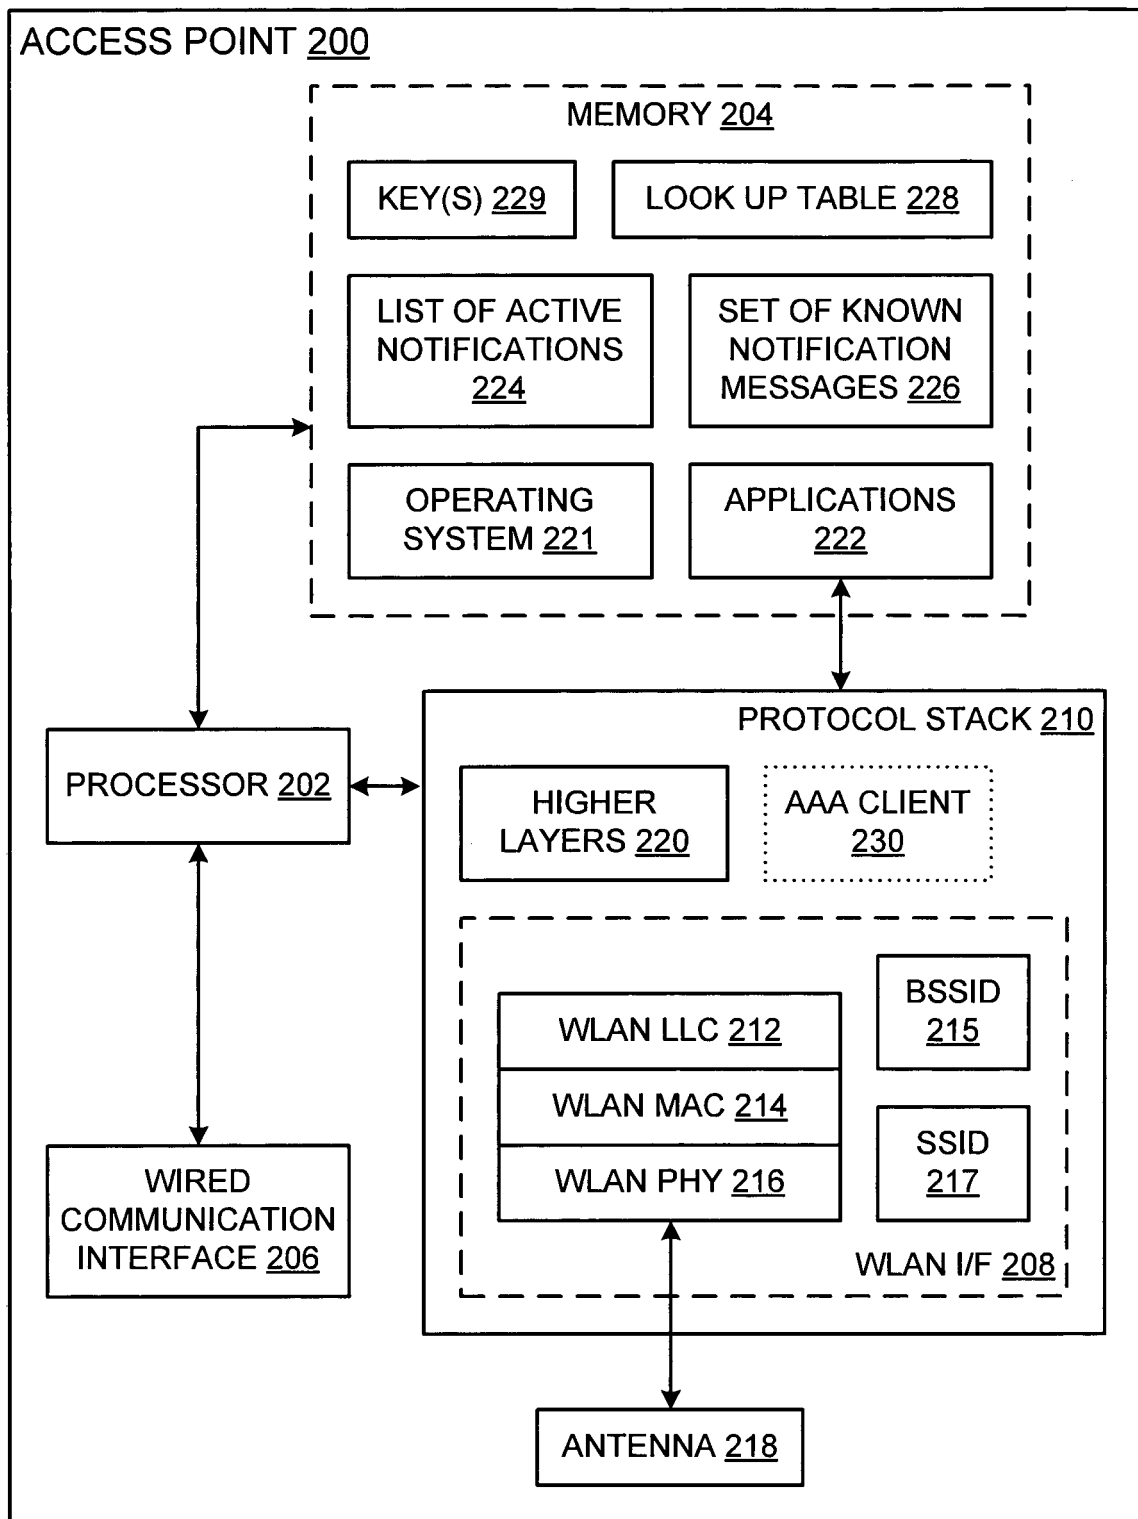 ACCESS POINT 200
MEMORY 204
KEY(S) 229
LOOK UP TABLE 228
LIST OF ACTIVE
NOTIFICATIONS
224
SET OF KNOWN
NOTIFICATION
MESSAGES 226
OPERATING
SYSTEM 221
APPLICATIONS
222
PROTOCOL STACK 210
PROCESSOR 202
HIGHER
LAYERS 220
AAA CLIENT
230
BSSID
215
WLAN LLC 212
WLAN MAC 214
WLAN PHY 216
SSID
217
WLAN I/F 208
WIRED
COMMUNICATION
INTERFACE 206
ANTENNA 218